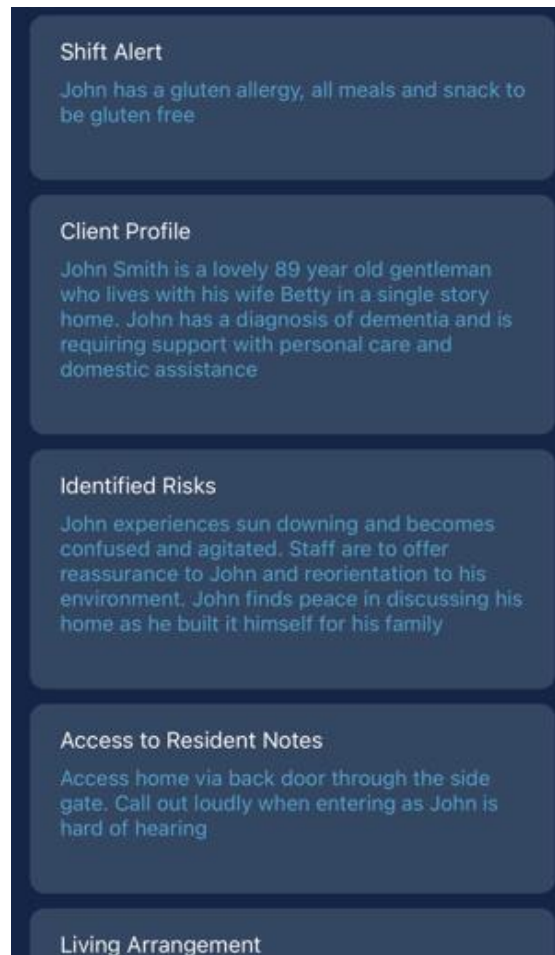 Shift Alert
John has a gluten allergy, all meals and snack to
be gluten free
Client Profile
John Smith is a lovely 89 year old gentleman
who lives with his wife Betty in a single story
home. John has a diagnosis of dementia and is
requiring support with personal care and
domestic assistance
Identified Risks
John experiences sun downing and becomes
confused and agitated. Staff are to offer
reassurance to John and reorientation to his
environment. John finds peace in discussing his
home as he built it himself for his family
Access to Resident Notes
Access home via back door through the side
gate. Call out loudly when entering as John is
hard of hearing
Living Arrangement